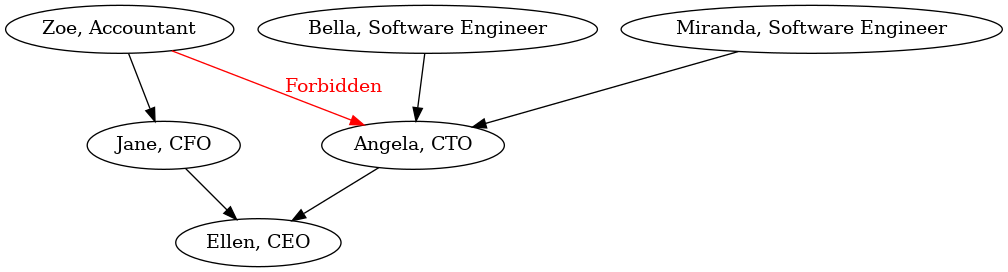 Zoe, Accountant
Bella, Software Engineer
Miranda, Software Engineer
Forbidden
Jane, CFO
Angela, CTO
Ellen, CEO